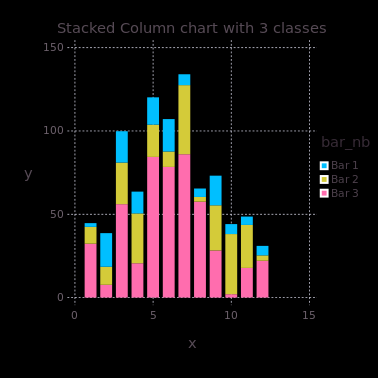 Stacked Column chart with 3 classes
150
100
50
0
y
0
5
10
15
x
bar_nb
Bar 1
Bar 2
Bar 3